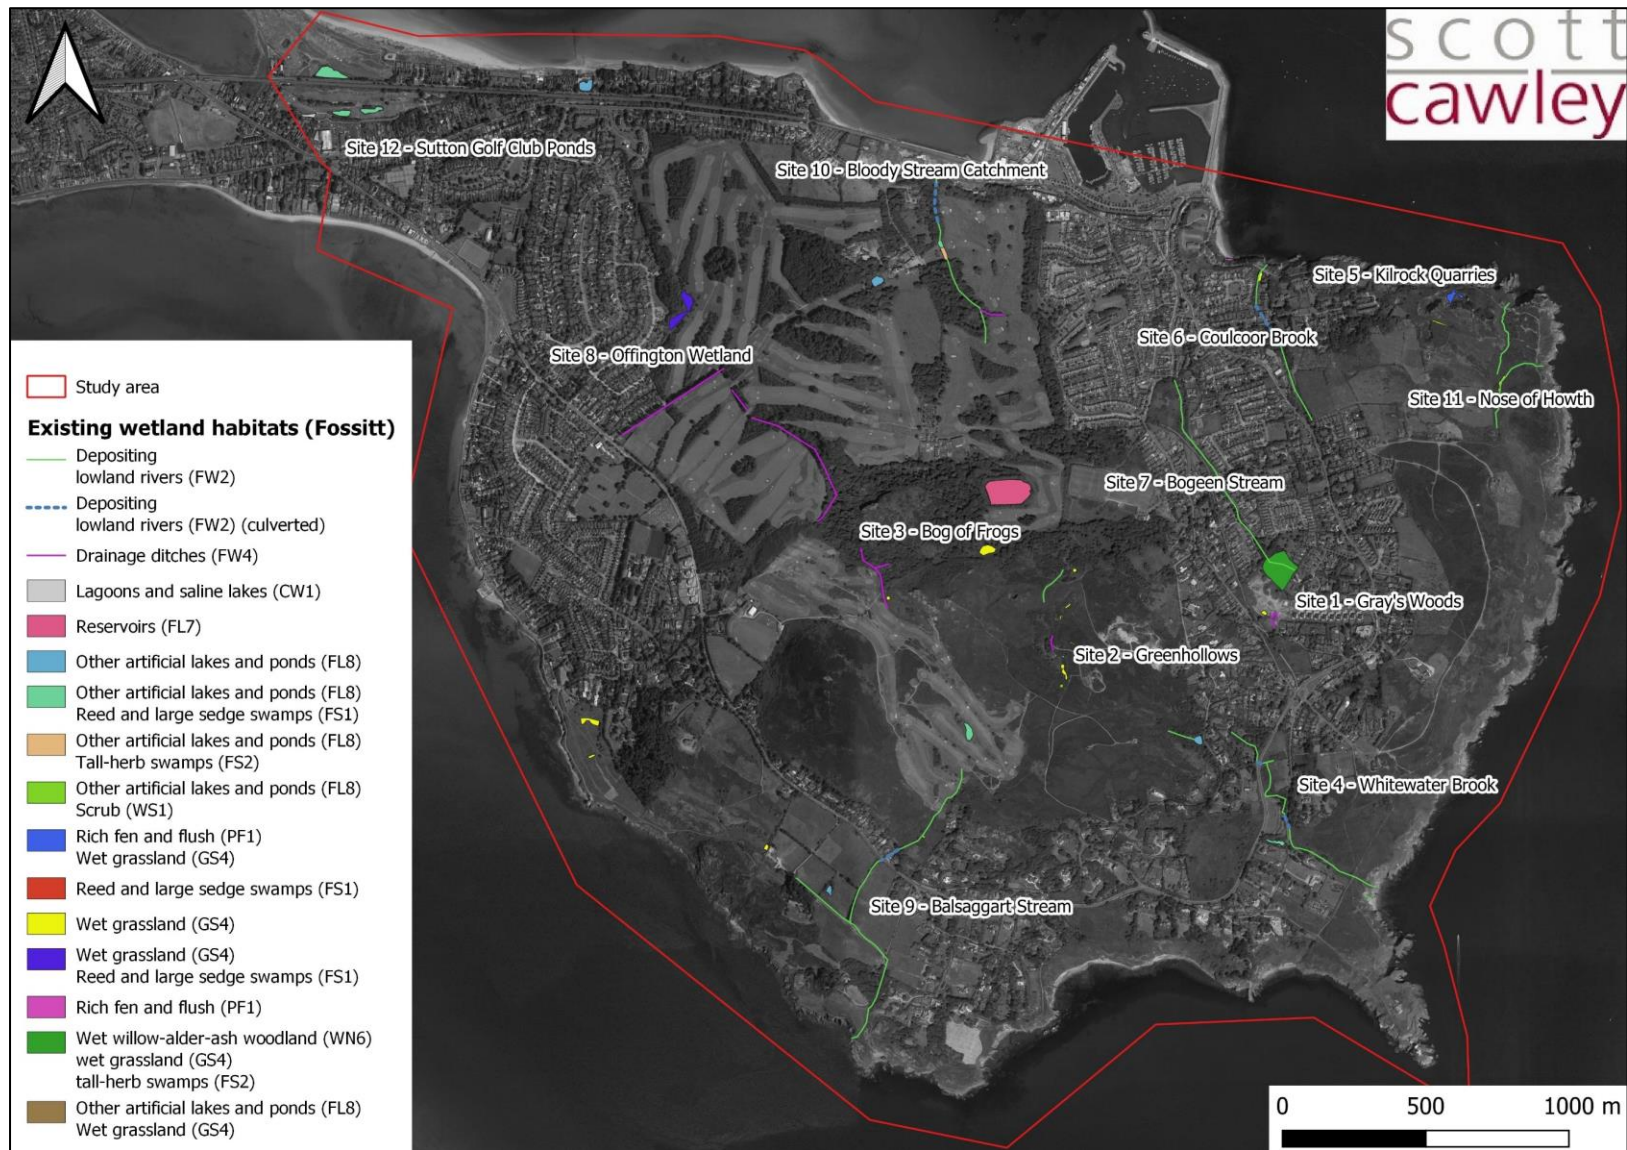 scott
cawley
Site 12 - Sutton Golf Club Ponds
Site 10 - Bloody Stream Catchment
Site 5 - Kilrock Quarries
Site 6 - Coulcoor Brook
Site 8 - Offington Wetland
Site 11 - Nose of Howth
Site 7 - Bogeen Stream
Site 3 - Bog of Frogs
Site 1 - Gray's Woods
Site 2 - Greenhollows
Site 4 - Whitewater Brook
Site 9 - Balsaggart Stream
Study area
Existing wetland habitats (Fossitt)
Depositing
lowland rivers (FW2)
Depositing
lowland rivers (FW2) (culverted)
Drainage ditches (FW4)
Lagoons and saline lakes (CW1)
Reservoirs (FL7)
Other artificial lakes and ponds (FL8)
Other artificial lakes and ponds (FL8)
Reed and large sedge swamps (FS1)
Other artificial lakes and ponds (FL8)
Tall-herb swamps (FS2)
Other artificial lakes and ponds (FL8)
Scrub (WS1)
Rich fen and flush (PF1)
Wet grassland (GS4)
Reed and large sedge swamps (FS1)
Wet grassland (GS4)
Wet grassland (GS4)
Reed and large sedge swamps (FS1)
Rich fen and flush (PF1)
Wet willow-alder-ash woodland (WN6)
wet grassland (GS4)
tall-herb swamps (FS2)
Other artificial lakes and ponds (FL8)
Wet grassland (GS4)
0 500 1000 m